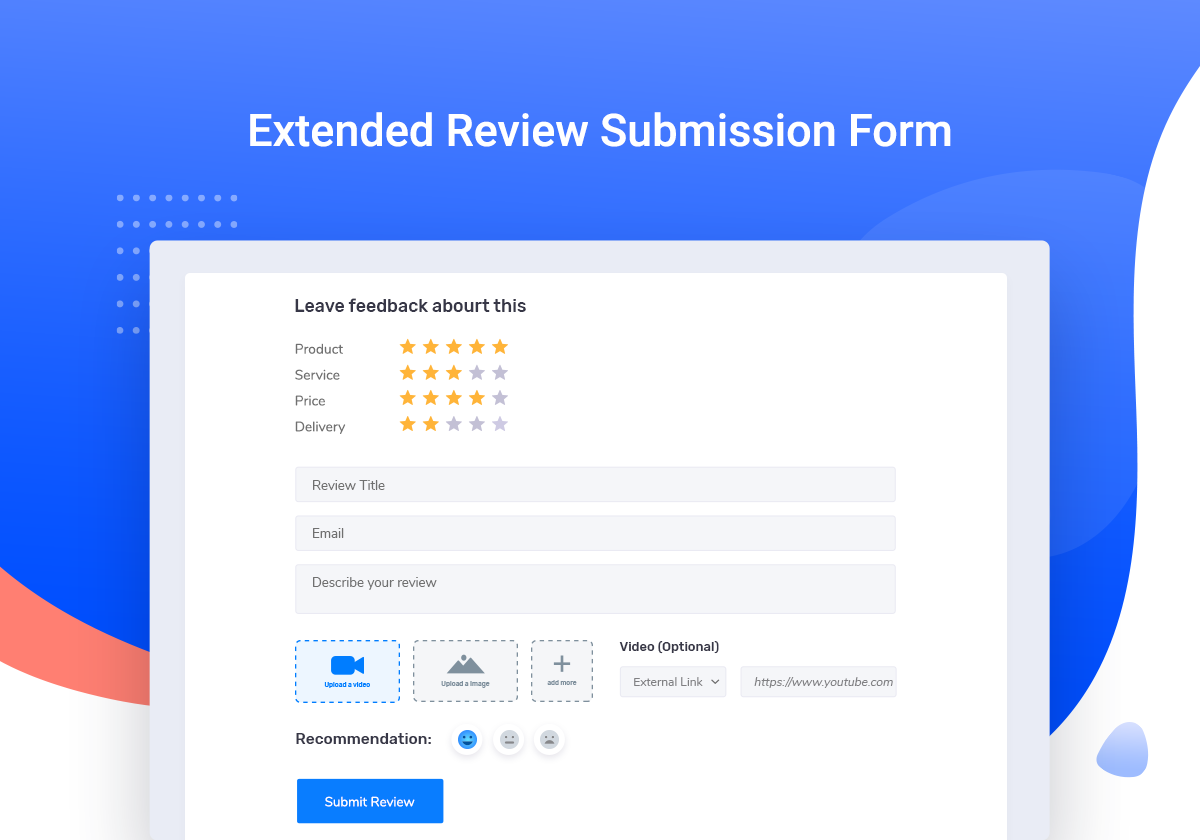 Extended Review Submission Form
Leave feedback abourt this
Product
Service
Price
Delivery
Review Title
Email
Describe your review
Upload a video
Upload a Image
add more
Video (Optional)
External Link
https://www.youtube.com
Recommendation:
Submit Review